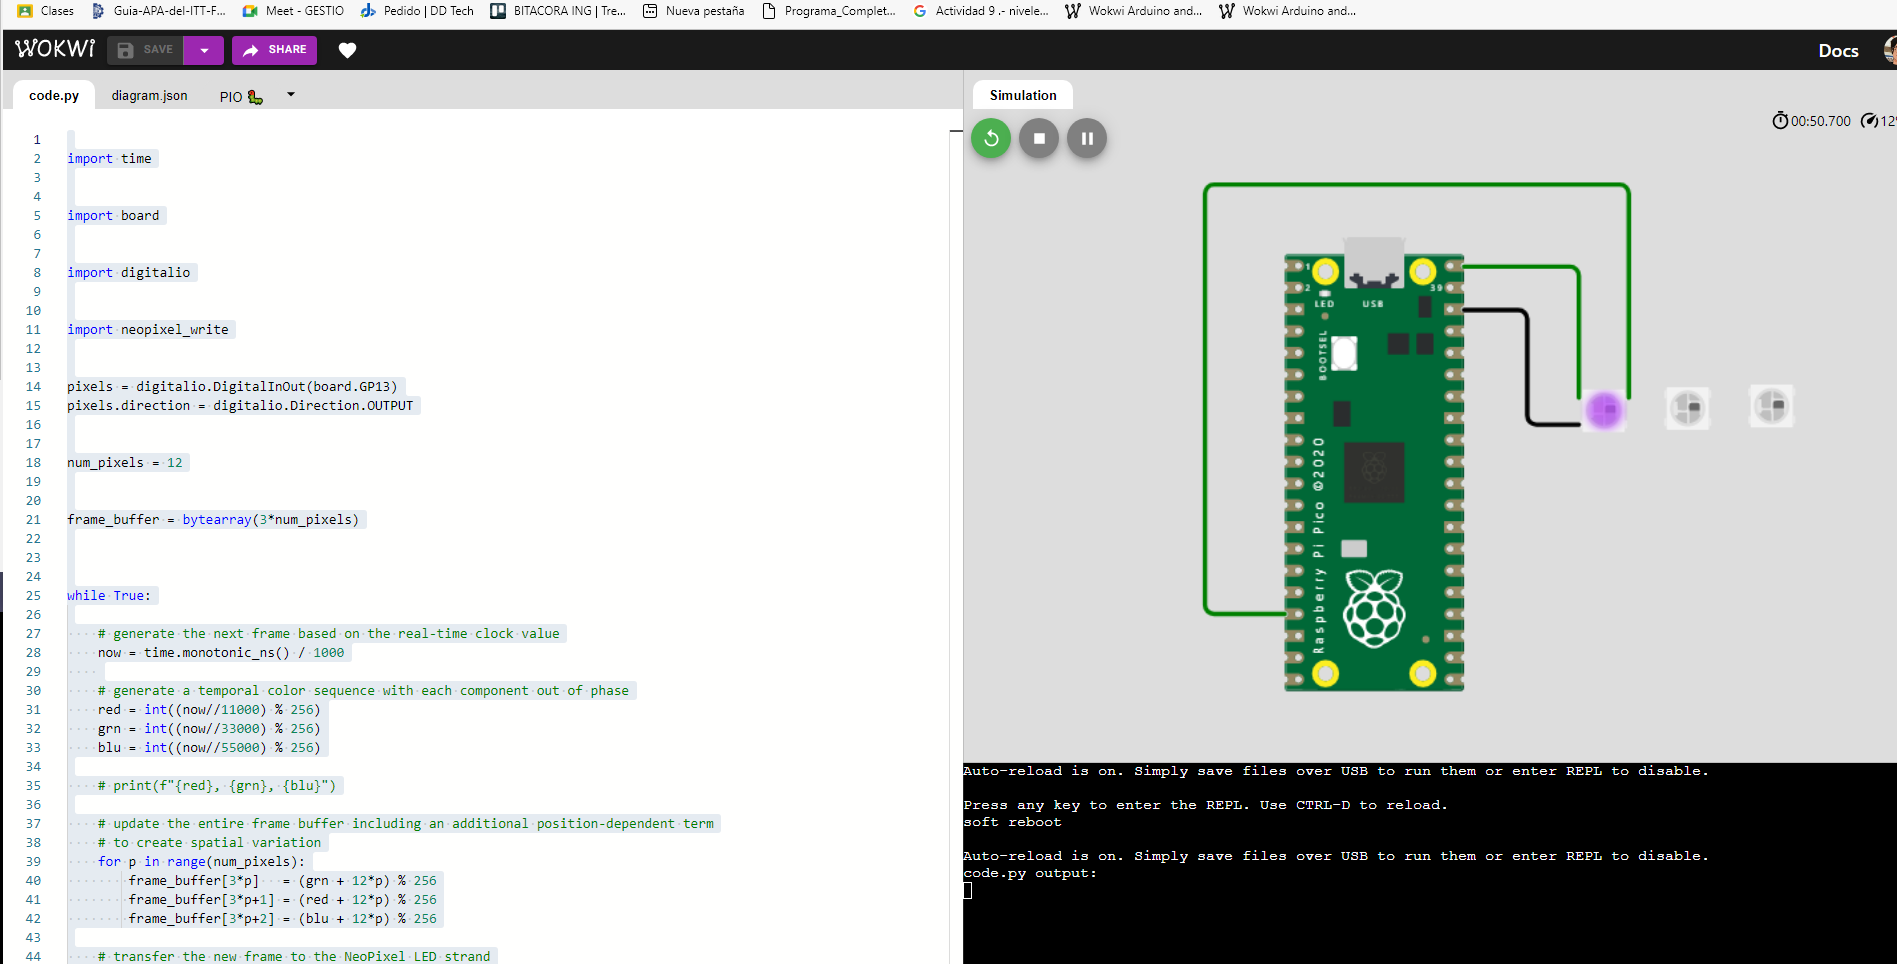 Clases Guia-APA-del-ITT-F... Meet - GESTIO Pedido | DD Tech BITACORA ING | Tre... Nueva pestaña Programa_Complet... Actividad 9 .- nivele... Wokwi Arduino and... Wokwi Arduino and...
WOKWi SAVE SHARE Docs
code.py diagram.json PIO
Simulation
00:50.700 12
1
2 import time
3
4
5 import board
6
7
8 import digitalio
9
10
11 import neopixel_write
12
13
14 pixels = digitalio.DigitalInOut(board.GP13)
15 pixels.direction = digitalio.Direction.OUTPUT
16
17
18 num_pixels = 12
19
20
21 frame_buffer = bytearray(3*num_pixels)
22
23
24
25 while True:
26
27 # generate the next frame based on the real-time clock value
28 now = time.monotonic_ns() / 1000
29
30 # generate a temporal color sequence with each component out of phase
31 red = int((now//11000) % 256)
32 grn = int((now//33000) % 256)
33 blu = int((now//55000) % 256)
34
35 # print(f"{red}, {grn}, {blu}")
36
37 # update the entire frame buffer including an additional position-dependent term
38 # to create spatial variation
39 for p in range(num_pixels):
40 frame_buffer[3*p] = (grn + 12*p) % 256
41 frame_buffer[3*p+1] = (red + 12*p) % 256
42 frame_buffer[3*p+2] = (blu + 12*p) % 256
43
44 # transfer the new frame to the NeoPixel LED strand
1
2
39
LED
USB
BOOTSEL
Raspberry Pi Pico ©2020
Auto-reload is on. Simply save files over USB to run them or enter REPL to disable.
Press any key to enter the REPL. Use CTRL-D to reload.
soft reboot
Auto-reload is on. Simply save files over USB to run them or enter REPL to disable.
code.py output: